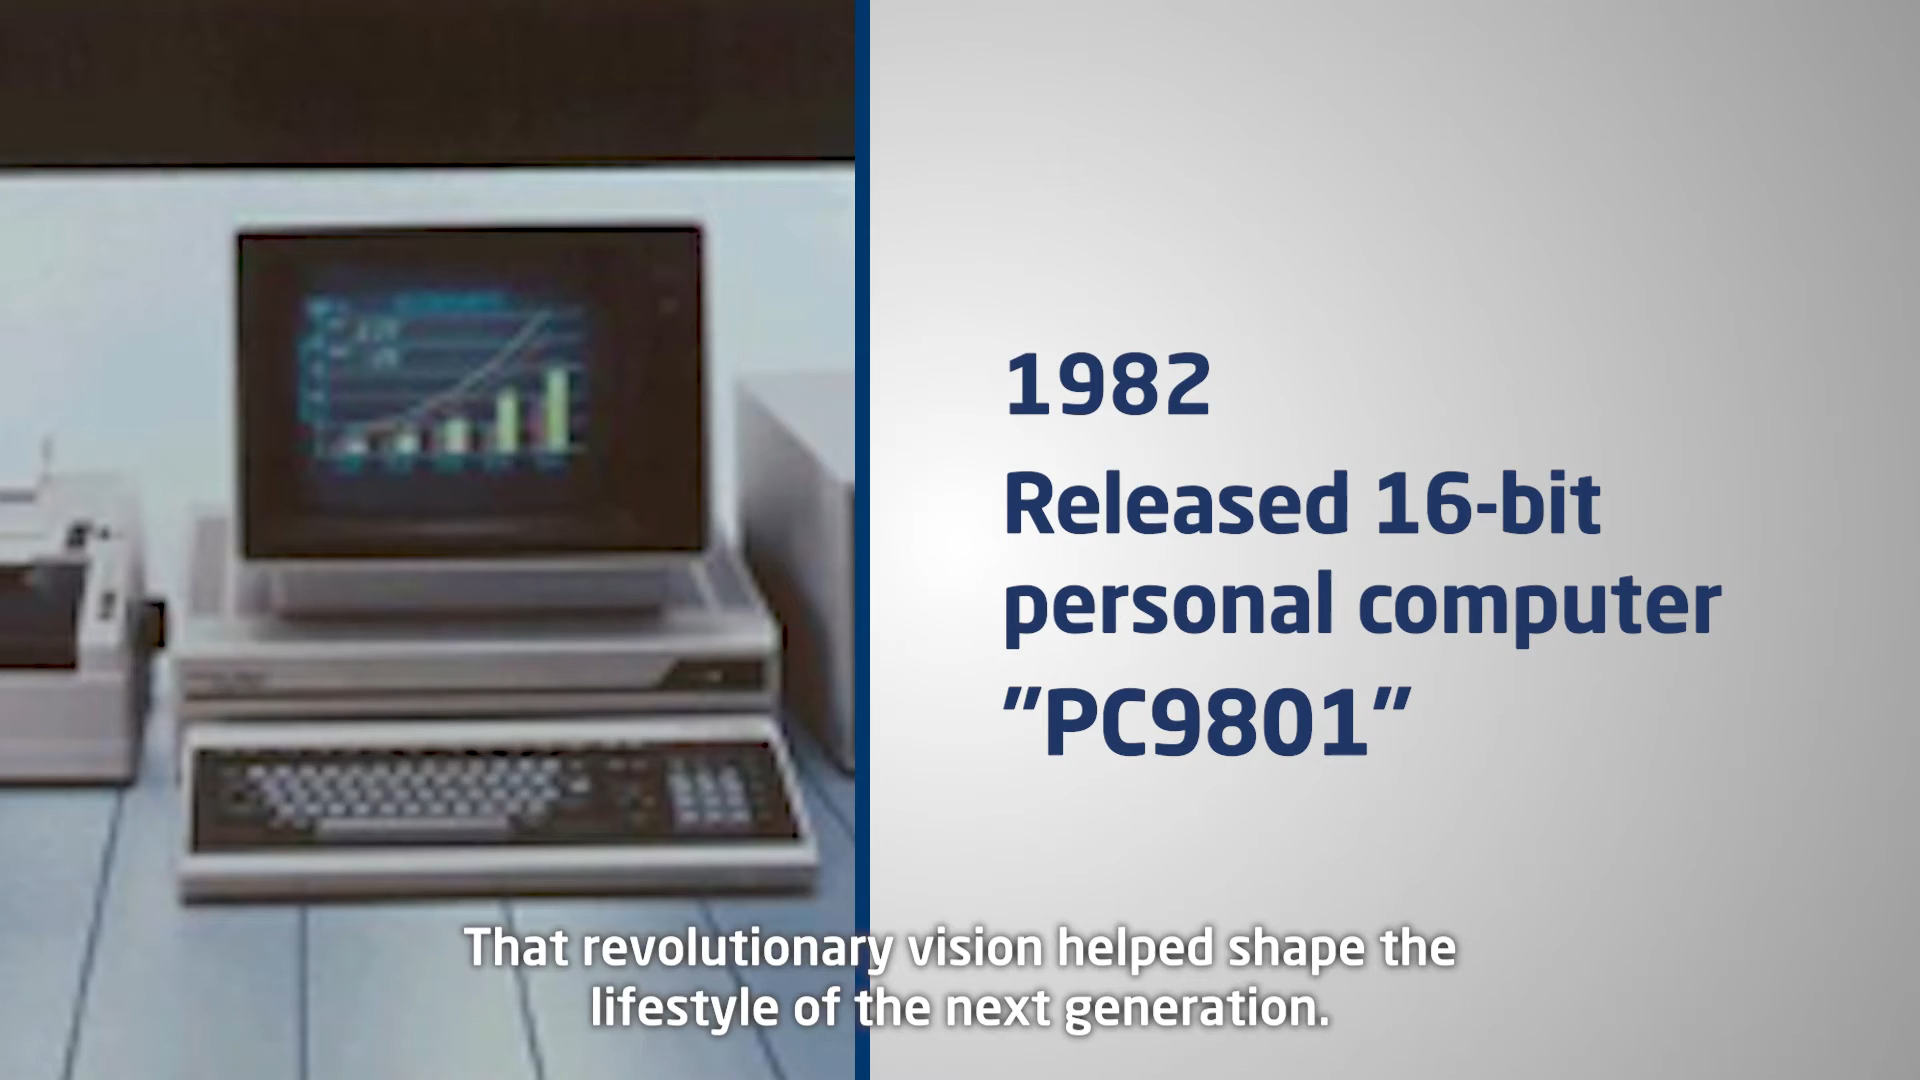 1982
Released 16-bit
personal computer
"PC9801"
That revolutionary vision helped shape the
lifestyle of the next generation.